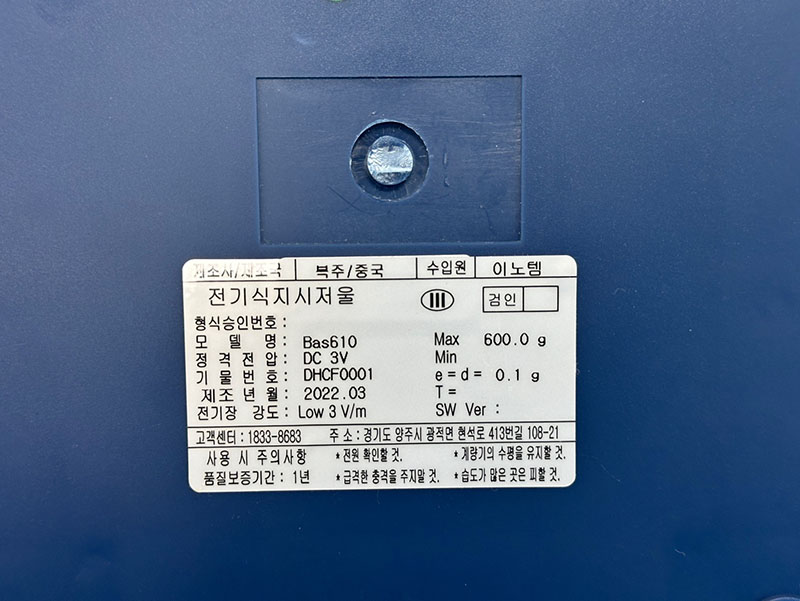 제조사/제조국 북주/중국 수입원 이노템
전기식지시저울 III 검인
형식승인번호 :
모 델 명 : Bas610 Max 600.0 g
정 격 전 압 : DC 3V Min
기 물 번 호 : DHCF0001 e = d = 0.1 g
제 조 년 월 : 2022.03 T =
전기장 강도 : Low 3 V/m SW Ver :
고객센터 : 1833-8683 주 소 : 경기도 양주시 광적면 현석로 413번길 108-21
사용 시 주의사항 * 전원 확인할 것. * 계량기의 수평을 유지할 것.
품질보증기간 : 1년 * 급격한 충격을 주지말 것. * 습도가 많은 곳은 피할 것.